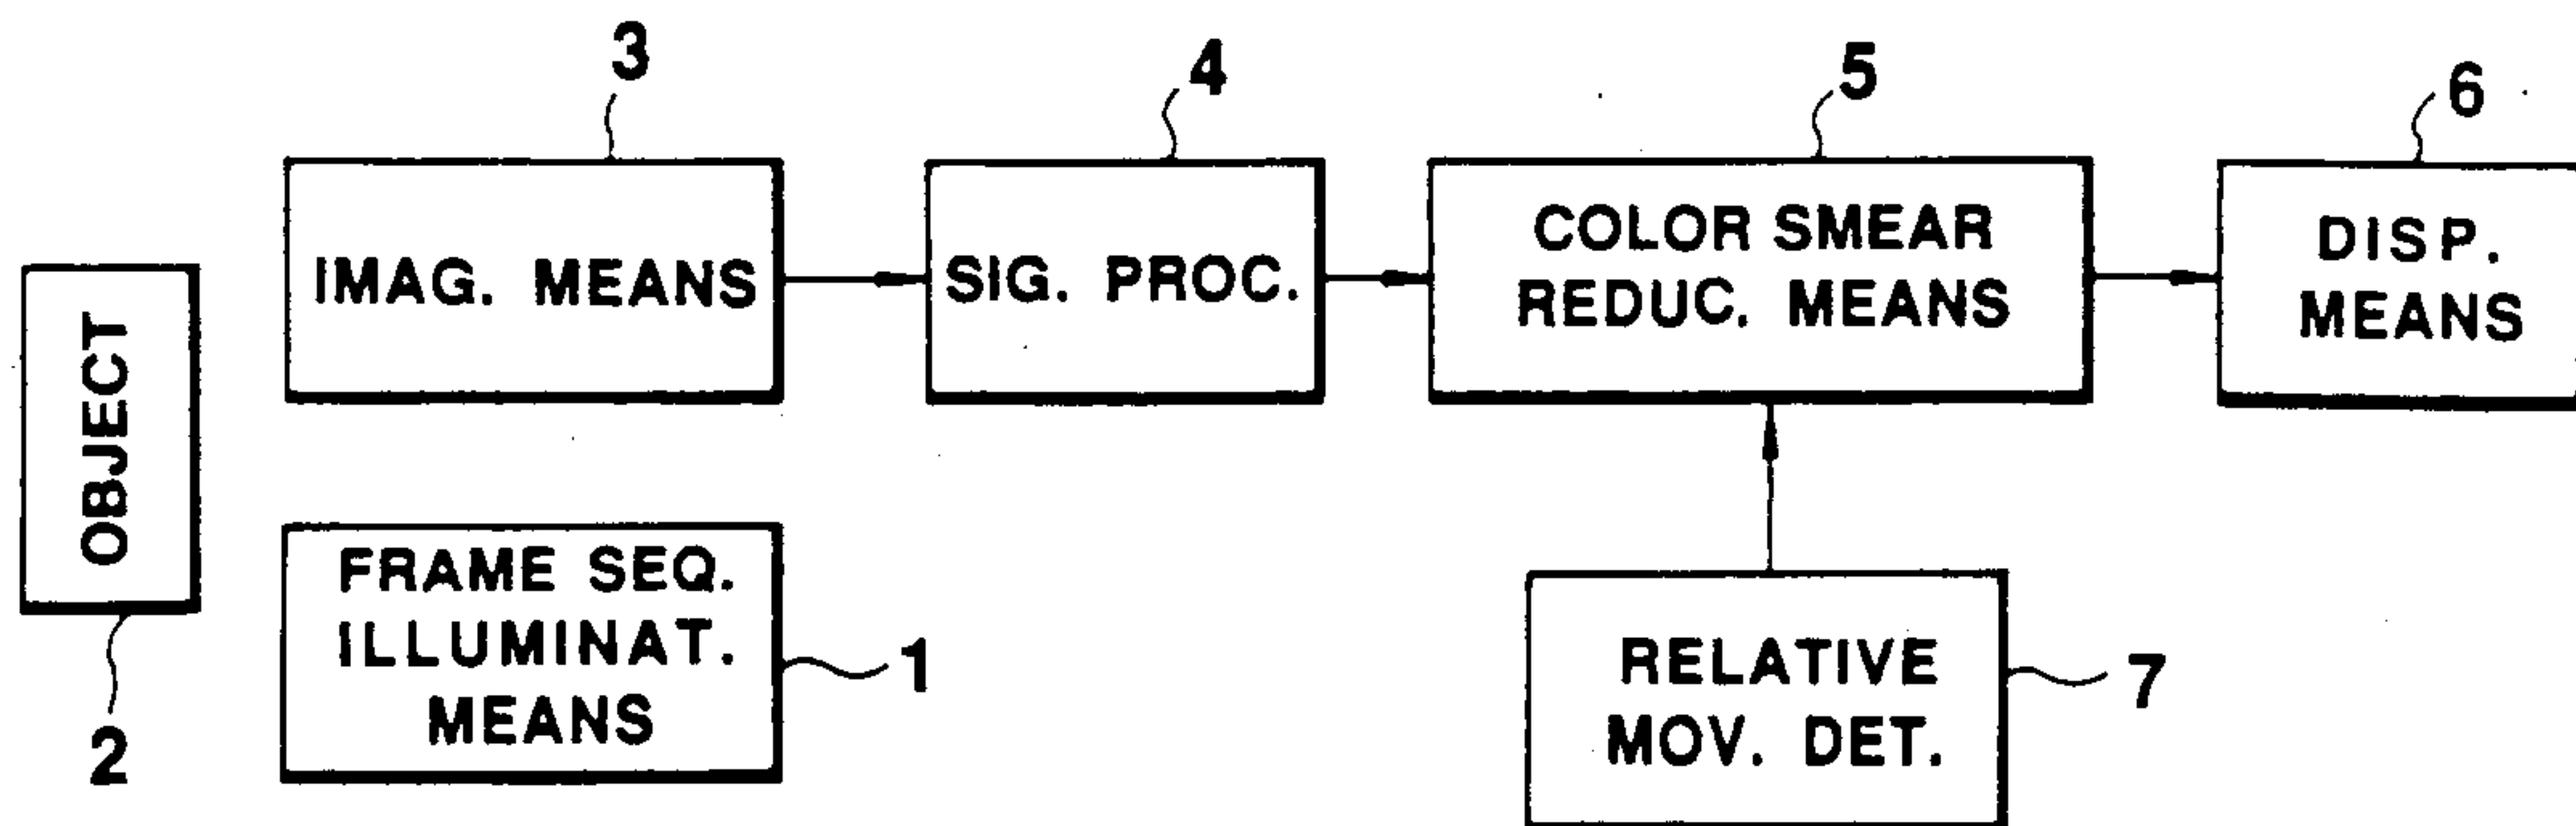 3
4
5
6
IMAG. MEANS
SIG. PROC.
COLOR SMEAR
REDUC. MEANS
DISP.
MEANS
OBJECT
2
FRAME SEQ.
ILLUMINAT.
MEANS
1
RELATIVE
MOV. DET.
7